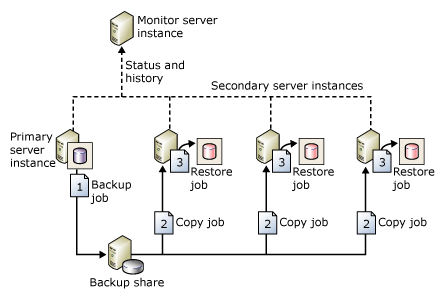 Monitor server
instance
Status and
history
Secondary server instances
Primary
server
instance
3
Restore
job
3
Restore
job
3
Restore
job
1
Backup
job
2
Copy job
2
Copy job
2
Copy job
Backup share